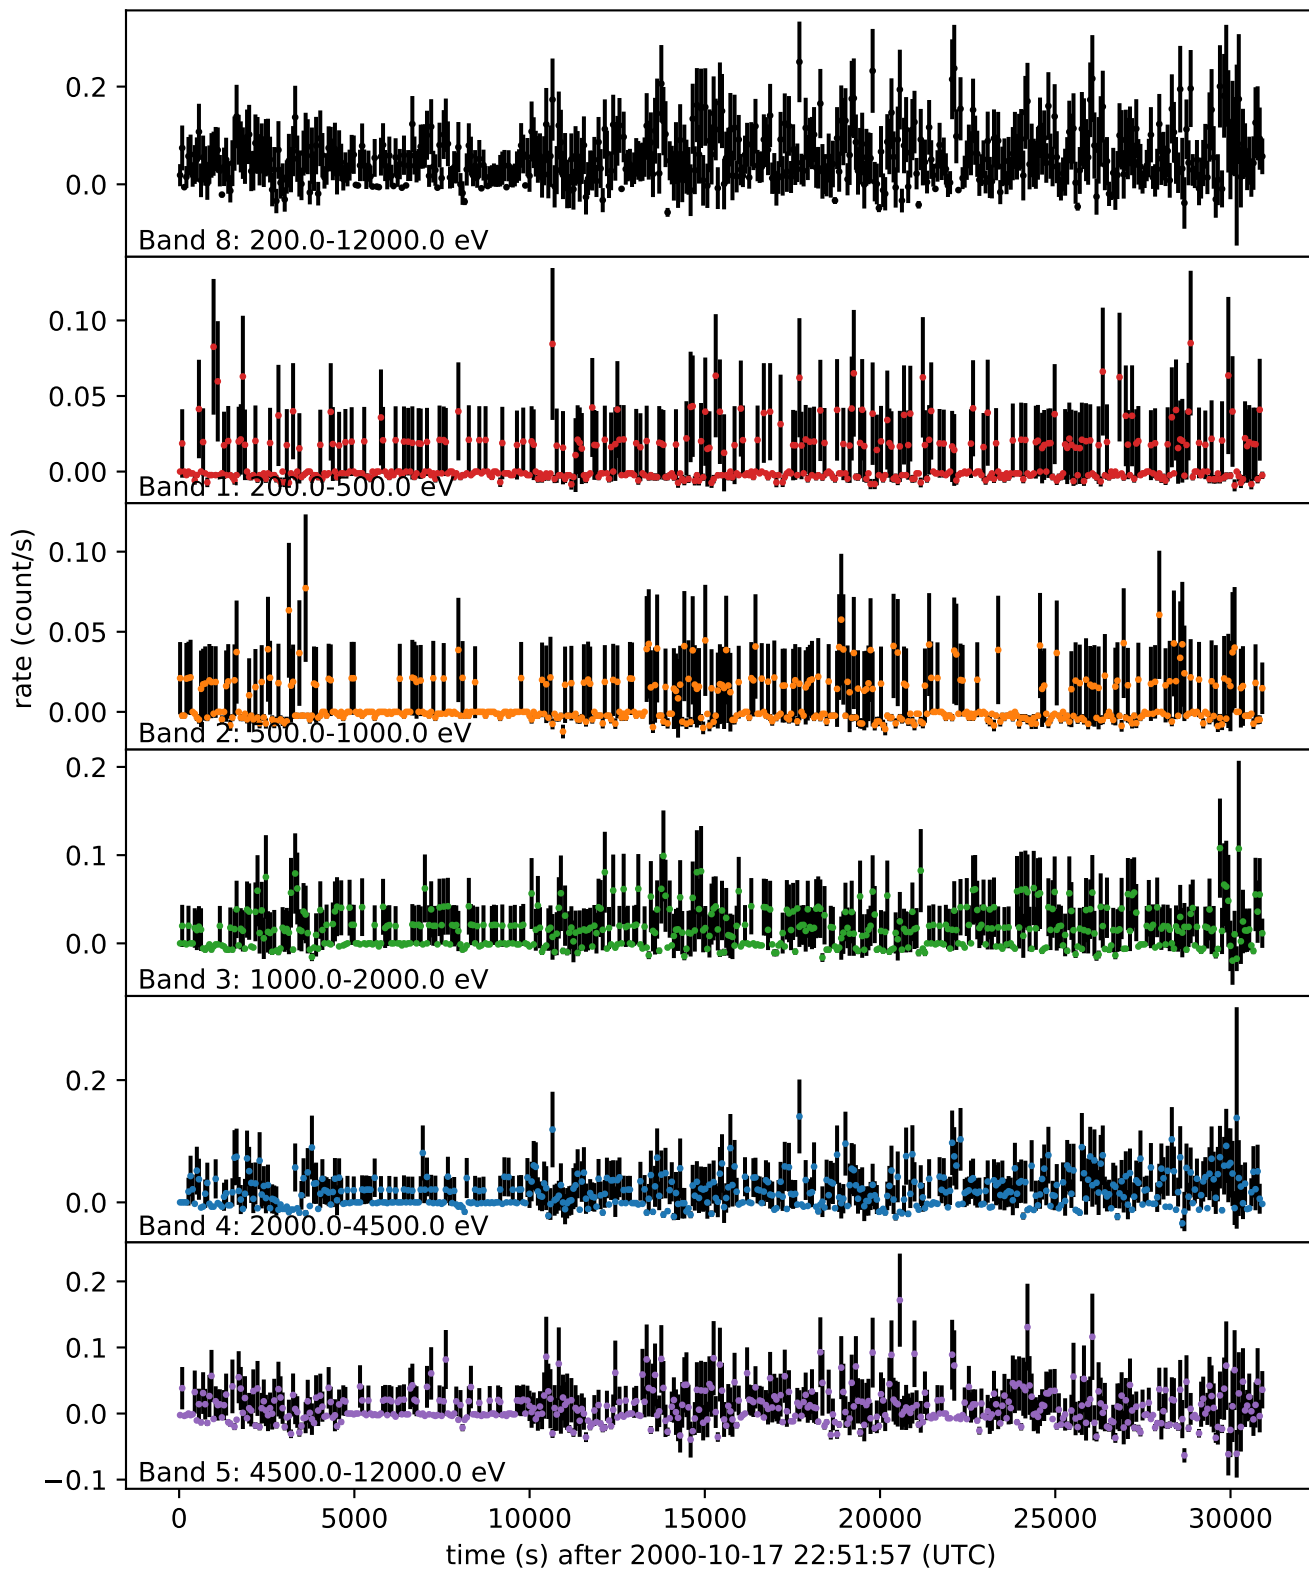 0.2
0.0
Band 8: 200.0-12000.0 eV
0.10
0.05
0.00
Band 1: 200.0-500.0 eV
rate (count/s)
0.10
0.05
0.00
Band 2: 500.0-1000.0 eV
0.2
0.1
0.0
Band 3: 1000.0-2000.0 eV
0.2
0.0
Band 4: 2000.0-4500.0 eV
0.2
0.1
0.0
−0.1
Band 5: 4500.0-12000.0 eV
0 5000 10000 15000 20000 25000 30000
time (s) after 2000-10-17 22:51:57 (UTC)